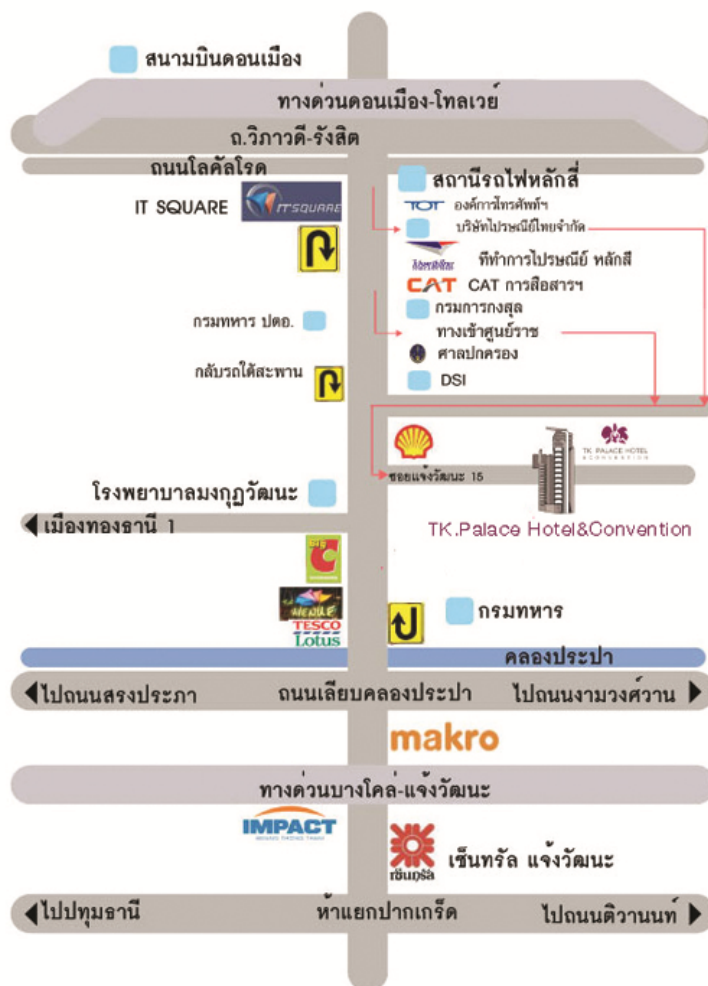 สนามบินดอนเมือง
ทางด่วนดอนเมือง-โทลเวย์
ถ.วิภาวดี-รังสิต
ถนนโลคัลโรด
IT SQUARE
ITSQUARE
สถานีรถไฟหลักสี่
TOT องค์การโทรศัพท์ฯ
บริษัทไปรษณีย์ไทยจำกัด
ที่ทำการไปรษณีย์ หลักสี่
CAT CAT การสื่อสารฯ
กรมทหาร ปตอ.
กรมการกงสุล
ทางเข้าศูนย์ราช
ศาลปกครอง
กลับรถใต้สะพาน
DSI
TK. PALACE HOTEL
& CONVENTION
ซอยแจ้งวัฒนะ 15
โรงพยาบาลมงกุฎวัฒนะ
เมืองทองธานี 1
TK.Palace Hotel&Convention
C
AVENUE
TESCO
Lotus
กรมทหาร
คลองประปา
ไปถนนสรงประภา
ถนนเลียบคลองประปา
ไปถนนงามวงศ์วาน
makro
ทางด่วนบางโคล่-แจ้งวัฒนะ
IMPACT
เซ็นทรัล
เซ็นทรัล แจ้งวัฒนะ
ไปปทุมธานี
ห้าแยกปากเกร็ด
ไปถนนติวานนท์